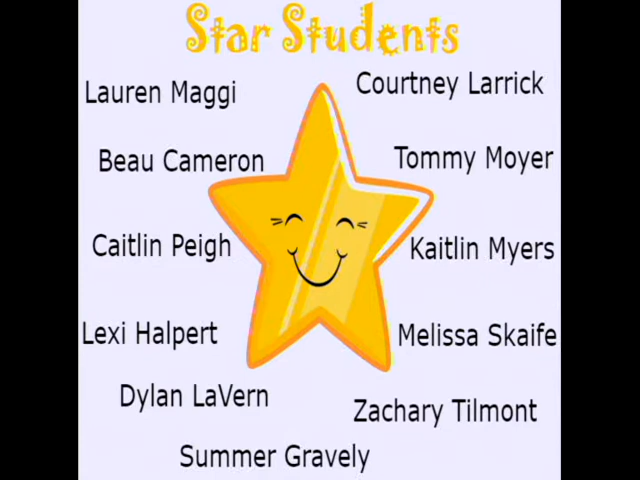 Star Students
Lauren Maggi
Courtney Larrick
Beau Cameron
Tommy Moyer
Caitlin Peigh
Kaitlin Myers
Lexi Halpert
Melissa Skaife
Dylan LaVern
Zachary Tilmont
Summer Gravely